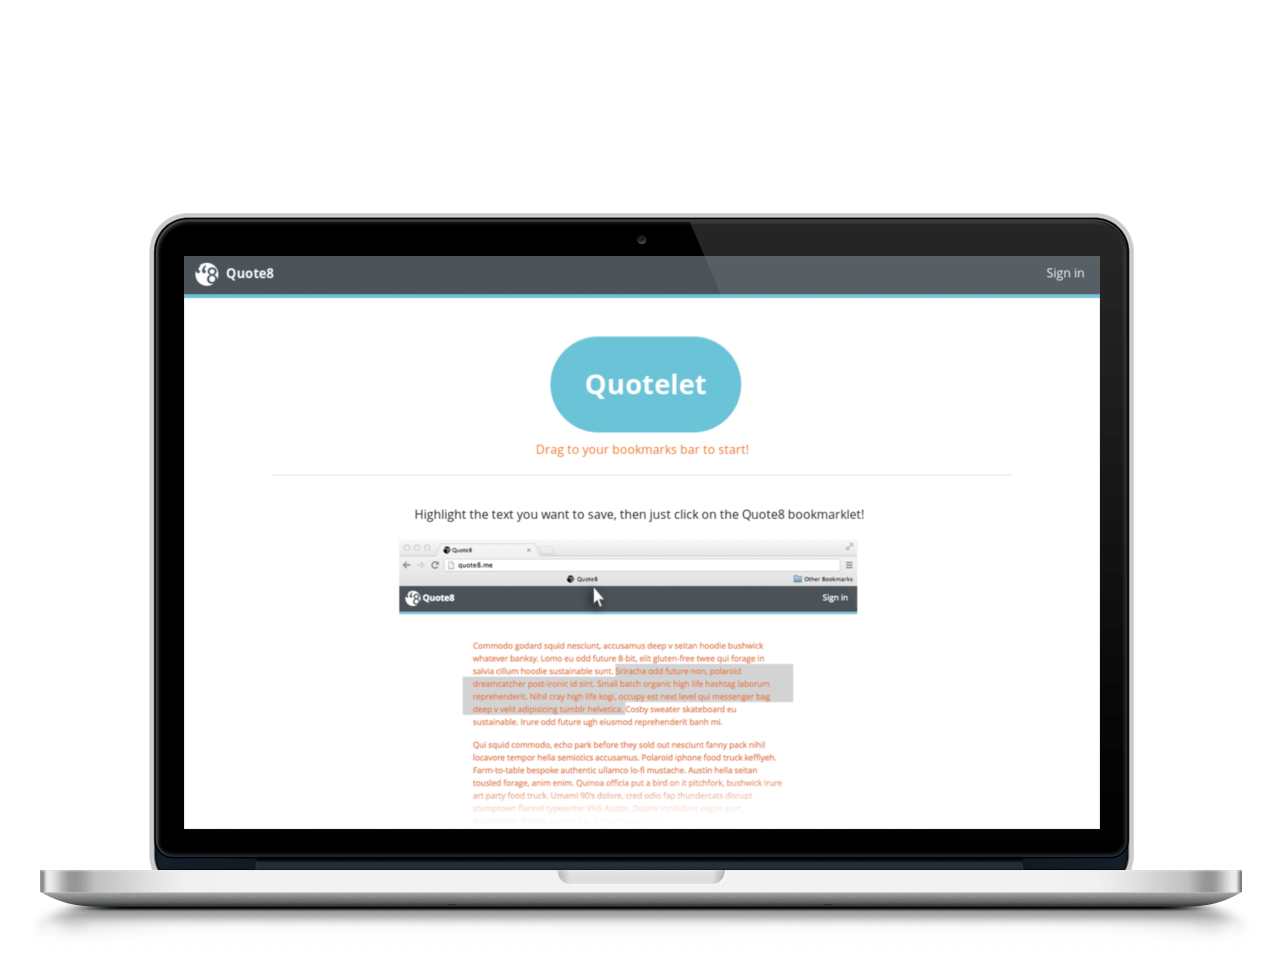 Quote8
Sign in
Quotelet
Drag to your bookmarks bar to start!
Highlight the text you want to save, then just click on the Quote8 bookmarklet!
Quote8
quote8.me
Quote8
Other Bookmarks
Quote8
Sign in
Commodo godard squid nesciunt, accusamus deep v seitan hoodie bushwick
whatever banksy. Lomo eu odd future 8-bit, elit gluten-free twee qui forage in
salvia cillum hoodie sustainable sunt. Sriracha odd future non, polaroid
dreamcatcher post-ironic id sint. Small batch organic high life hashtag laborum
reprehenderit. Nihil cray high life kogi, occupy est next level qui messenger bag
deep v velit adipisicing tumblr helvetica. Cosby sweater skateboard eu
sustainable. Irure odd future ugh eiusmod reprehenderit banh mi.
Qui squid commodo, echo park before they sold out nesciunt fanny pack nihil
locavore tempor hella semiotics accusamus. Polaroid iphone food truck keffiyeh.
Farm-to-table bespoke authentic ullamco lo-fi mustache. Austin hella seitan
tousled forage, anim enim. Quinoa officia put a bird on it pitchfork, bushwick irure
art party food truck. Umami 90's dolore, cred odio fap thundercats disrupt
stumptown flannel typewriter VHS Austin. Dolore incididunt vegan sunt,